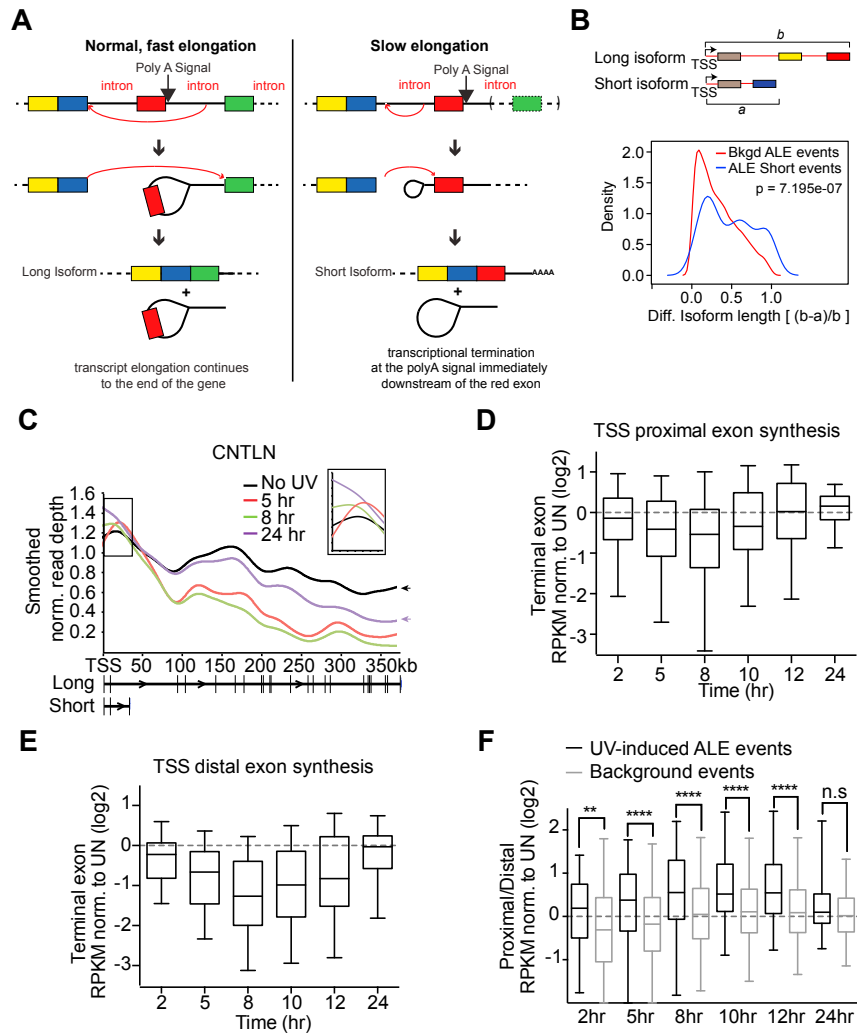 A
Normal, fast elongation
Slow elongation
Poly A Signal
intron
intron
intron
Poly A Signal
intron
intron
Long Isoform
+
Short Isoform
AAAA
+
transcript elongation continues
to the end of the gene
transcriptional termination
at the polyA signal immediately
downstream of the red exon
B
b
Long isoform
TSS
Short isoform
TSS
a
Bkgd ALE events
ALE Short events
p = 7.195e-07
Density
2.0
1.5
1.0
0.5
0.0
0.0 0.5 1.0
Diff. Isoform length [ (b-a)/b ]
C
CNTLN
No UV
5 hr
8 hr
24 hr
Smoothed
norm. read depth
1.6
1.4
1.2
1.0
0.8
0.6
0.4
0.2
TSS 50 100 150 200 250 300 350kb
Long
Short
D
TSS proximal exon synthesis
Terminal exon
RPKM norm. to UN (log2)
1
0
-1
-2
-3
2 5 8 10 12 24
Time (hr)
E
TSS distal exon synthesis
Terminal exon
RPKM norm. to UN (log2)
1
0
-1
-2
-3
2 5 8 10 12 24
Time (hr)
F
UV-induced ALE events
Background events
** **** **** **** **** n.s
Proximal/Distal
RPKM norm. to UN (log2)
2
1
0
-1
2hr 5hr 8hr 10hr 12hr 24hr